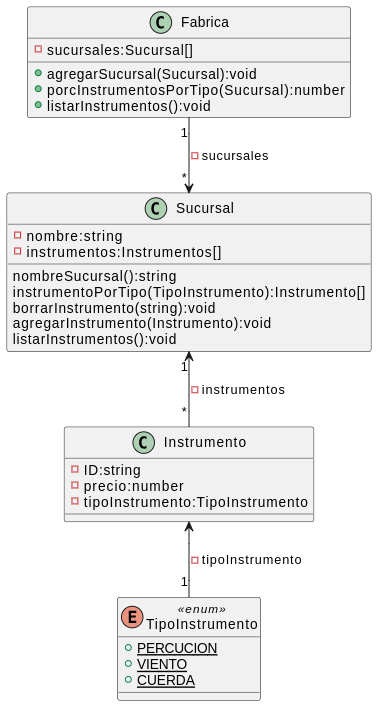 C Fabrica
sucursales:Sucursal[]
agregarSucursal(Sucursal):void
porcInstrumentosPorTipo(Sucursal):number
listarInstrumentos():void
1
sucursales
*
C Sucursal
nombre:string
instrumentos:Instrumentos[]
nombreSucursal():string
instrumentoPorTipo(TipoInstrumento):Instrumento[]
borrarInstrumento(string):void
agregarInstrumento(Instrumento):void
listarInstrumentos():void
1
instrumentos
*
C Instrumento
ID:string
precio:number
tipoInstrumento:TipoInstrumento
tipoInstrumento
1
«enum»
E TipoInstrumento
PERCUCION
VIENTO
CUERDA